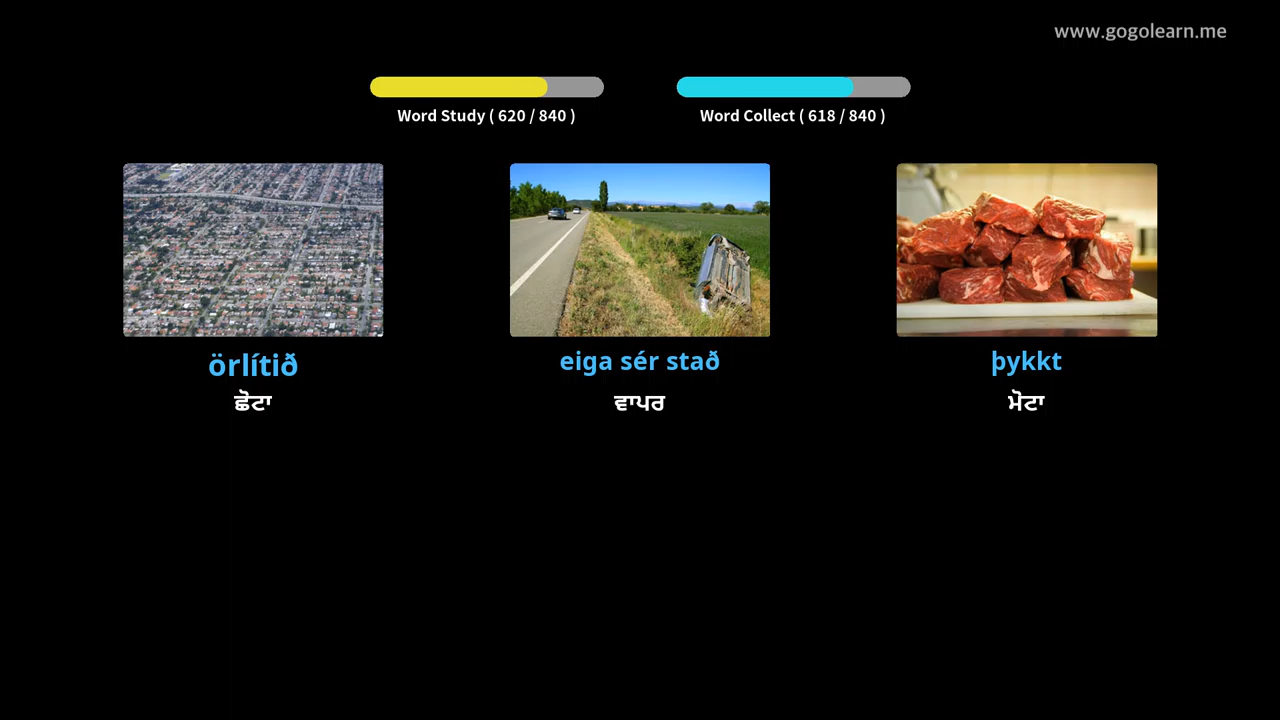 www.gogolearn.me
Word Study ( 620 / 840 )
Word Collect ( 618 / 840 )
örlítið
eiga sér stað
þykkt
ਛੋਟਾ
ਵਾਪਰ
ਮੋਟਾ